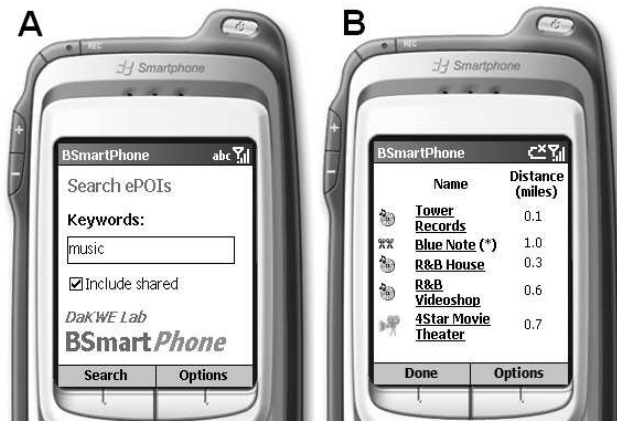 A
B
REC
REC
Smartphone
Smartphone
BSmartPhone abc
Search ePOIs
Keywords:
music
Include shared
DaKWE Lab
BSmartPhone
Search Options
BSmartPhone
Name Distance
(miles)
Tower
Records 0.1
Blue Note (*) 1.0
R&B House 0.3
R&B
Videoshop 0.6
4Star Movie
Theater 0.7
Done Options